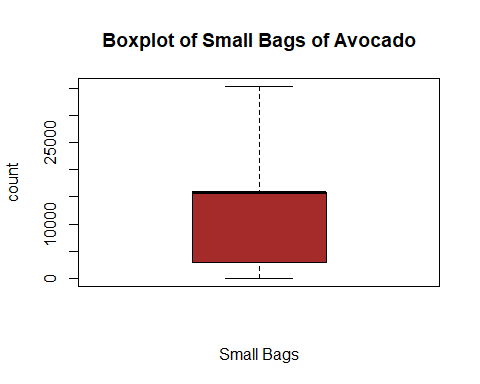 Boxplot of Small Bags of Avocado
25000
10000
0
count
Small Bags